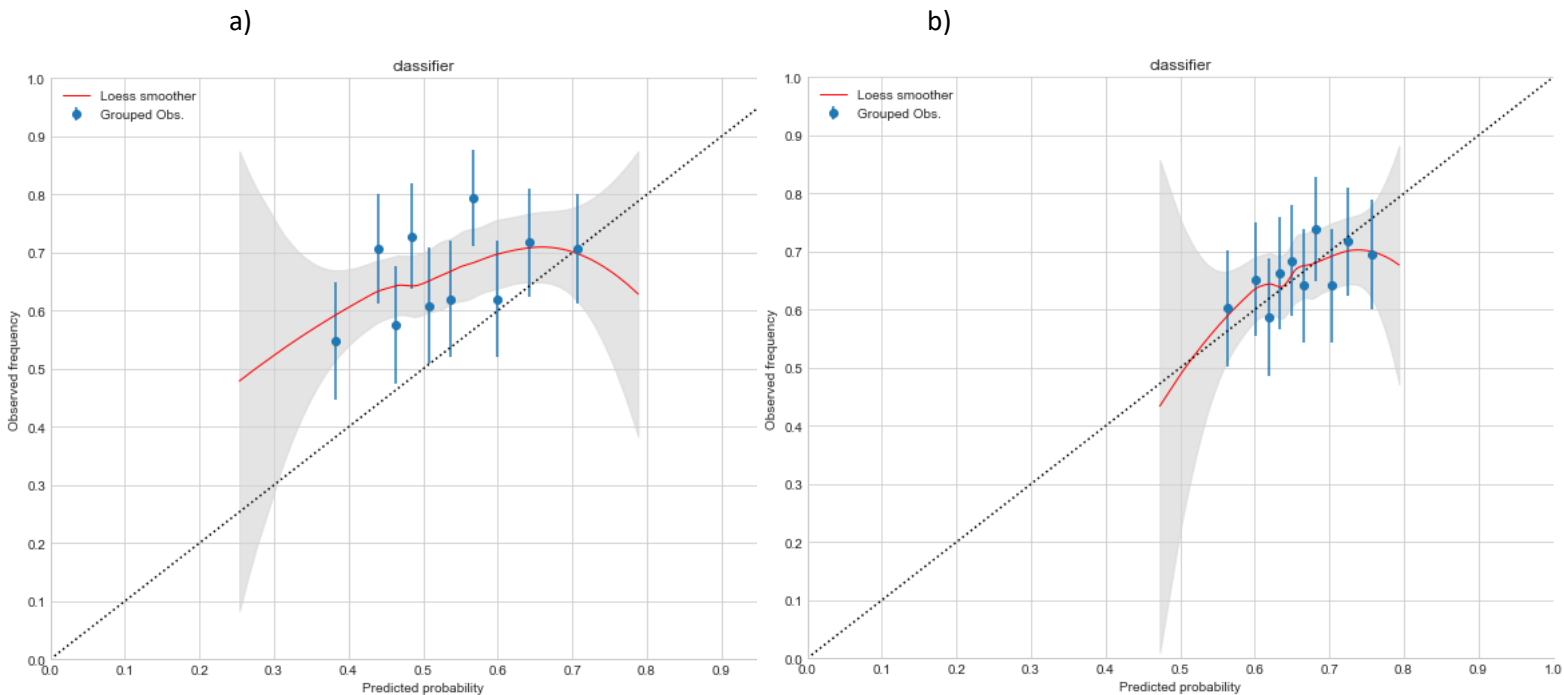 a)
b)
classifier
Loess smoother
Grouped Obs.
Observed frequency
1.0
0.9
0.8
0.7
0.6
0.5
0.4
0.3
0.2
0.1
0.0
0.0 0.1 0.2 0.3 0.4 0.5 0.6 0.7 0.8 0.9
Predicted probability
classifier
Loess smoother
Grouped Obs.
Observed frequency
1.0
0.9
0.8
0.7
0.6
0.5
0.4
0.3
0.2
0.1
0.0
0.0 0.1 0.2 0.3 0.4 0.5 0.6 0.7 0.8 0.9 1.0
Predicted probability